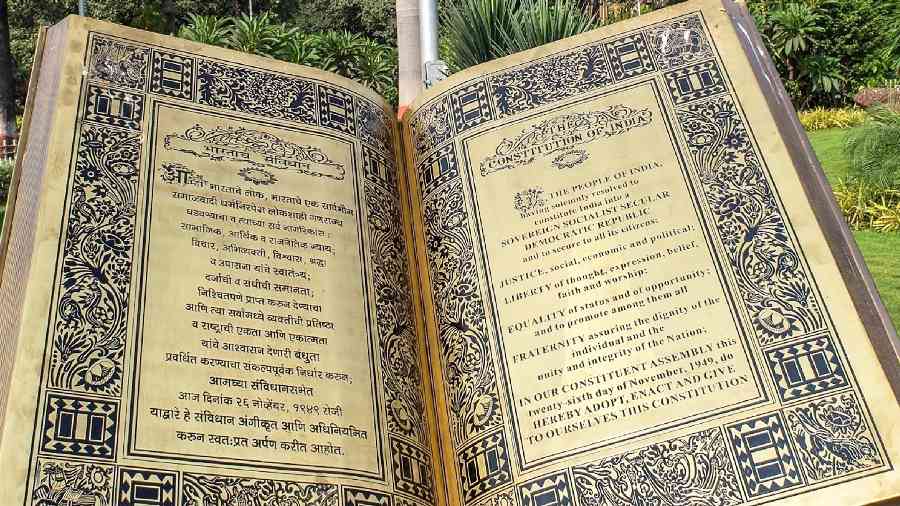 भारताचे संविधान
आम्ही भारताचे लोक, भारताचे एक सार्वभौम
समाजवादी धर्मनिरपेक्ष लोकशाही गणराज्य
घडवण्याचा व त्याच्या सर्व नागरिकांस:
सामाजिक, आर्थिक व राजनैतिक न्याय;
विचार, अभिव्यक्ती, विश्वास, श्रद्धा
व उपासना यांचे स्वातंत्र्य;
दर्जाची व संधीची समानता;
निश्चितपणे प्राप्त करुन देण्याचा
आणि त्या सर्वांमध्ये व्यक्तीची प्रतिष्ठा
व राष्ट्राची एकता आणि एकात्मता
यांचे आश्वासन देणारी बंधुता
प्रवर्धित करण्याचा संकल्पपूर्वक निर्धार करुन;
आमच्या संविधानसभेत
आज दिनांक २६ नोव्हेंबर, १९४९ रोजी
याद्वारे हे संविधान अंगीकृत आणि अधिनियमित
करुन स्वतःप्रत अर्पण करीत आहोत.
THE
CONSTITUTION OF INDIA
WE, THE PEOPLE OF INDIA,
having solemnly resolved to
constitute India into a
SOVEREIGN SOCIALIST SECULAR
DEMOCRATIC REPUBLIC
and to secure to all its citizens:
JUSTICE, social, economic and political;
LIBERTY of thought, expression, belief,
faith and worship;
EQUALITY of status and of opportunity;
and to promote among them all
FRATERNITY assuring the dignity of the
individual and the
unity and integrity of the Nation;
IN OUR CONSTITUENT ASSEMBLY this
twenty-sixth day of November, 1949, do
HEREBY ADOPT, ENACT AND GIVE
TO OURSELVES THIS CONSTITUTION